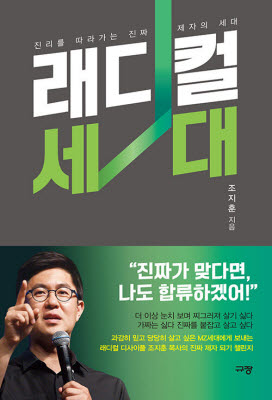 진리를 따라가는 진짜 제자의 세대
래디컬
세대
조지훈 지음
“진짜가 맞다면,
나도 합류하겠어!”
더 이상 눈치 보며 찌그러져 살기 싫다
가짜는 싫다 진짜를 붙잡고 살고 싶다
과감히 믿고 당당히 살고 싶은 MZ세대에게 보내는
래디컬 디사이플 조지훈 목사의 진짜 제자 되기 챌린지
규장